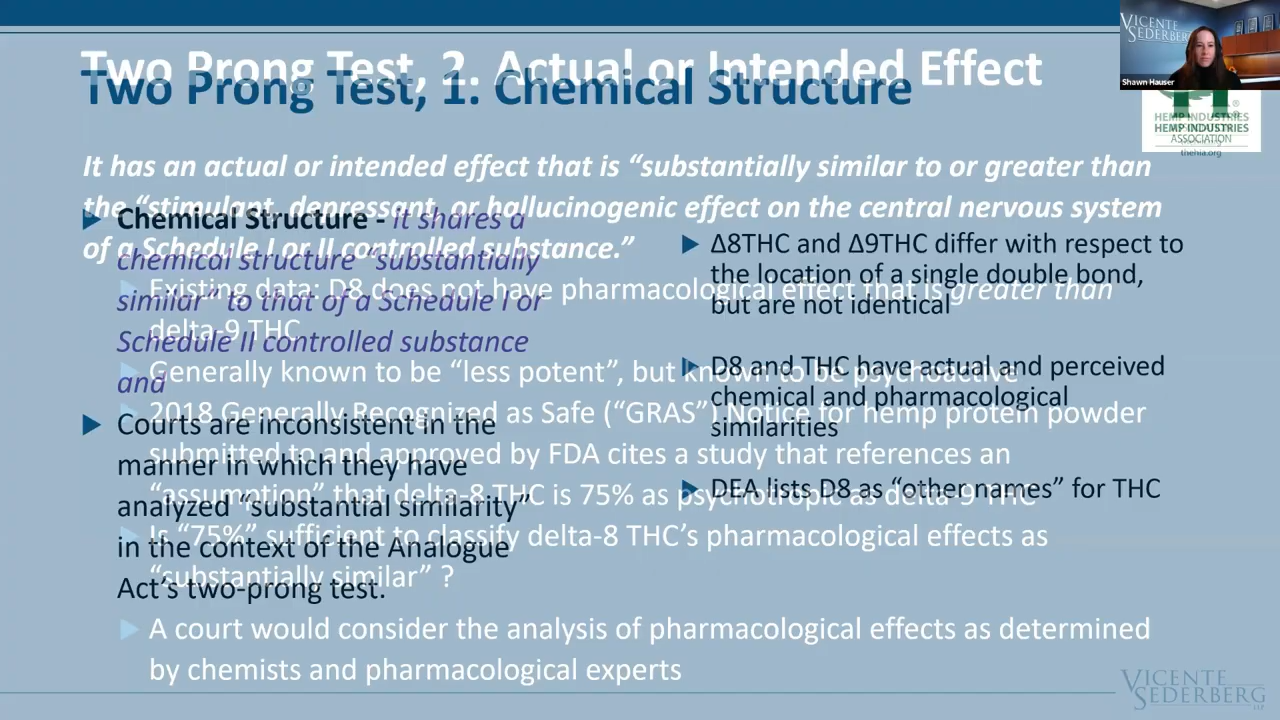 Two Prong Test, 2. Actual or Intended Effect
It has an actual or intended effect that is “substantially similar to or greater than
the “stimulant, depressant, or hallucinogenic effect on the central nervous system
of a Schedule I or II controlled substance.”
Existing data: D8 does not have pharmacological effect that is greater than
delta-9 THC
Generally known to be “less potent”, but known to be psychoactive
2018 Generally Recognized as Safe (“GRAS”) Notice for hemp protein powder
submitted to and approved by FDA cites a study that references an
“assumption” that delta-8 THC is 75% as psychotropic as delta-9 THC
Is “75%” sufficient to classify delta-8 THC’s pharmacological effects as
“substantially similar” ?
A court would consider the analysis of pharmacological effects as determined
by chemists and pharmacological experts
Two Prong Test, 1. Chemical Structure
Chemical Structure - it shares a
chemical structure “substantially
similar” to that of a Schedule I or
Schedule II controlled substance
and
Courts are inconsistent in the
manner in which they have
analyzed “substantial similarity”
in the context of the Analogue
Act’s two-prong test.
Δ8THC and Δ9THC differ with respect to
the location of a single double bond,
but are not identical
D8 and THC have actual and perceived
chemical and pharmacological
similarities
DEA lists D8 as “other names” for THC
VICENTE
SEDERBERG
Shawn Hauser
HEMP INDUSTRIES
HEMP INDUSTRIES
ASSOCIATION
thehia.org
VICENTE
SEDERBERG
LLP